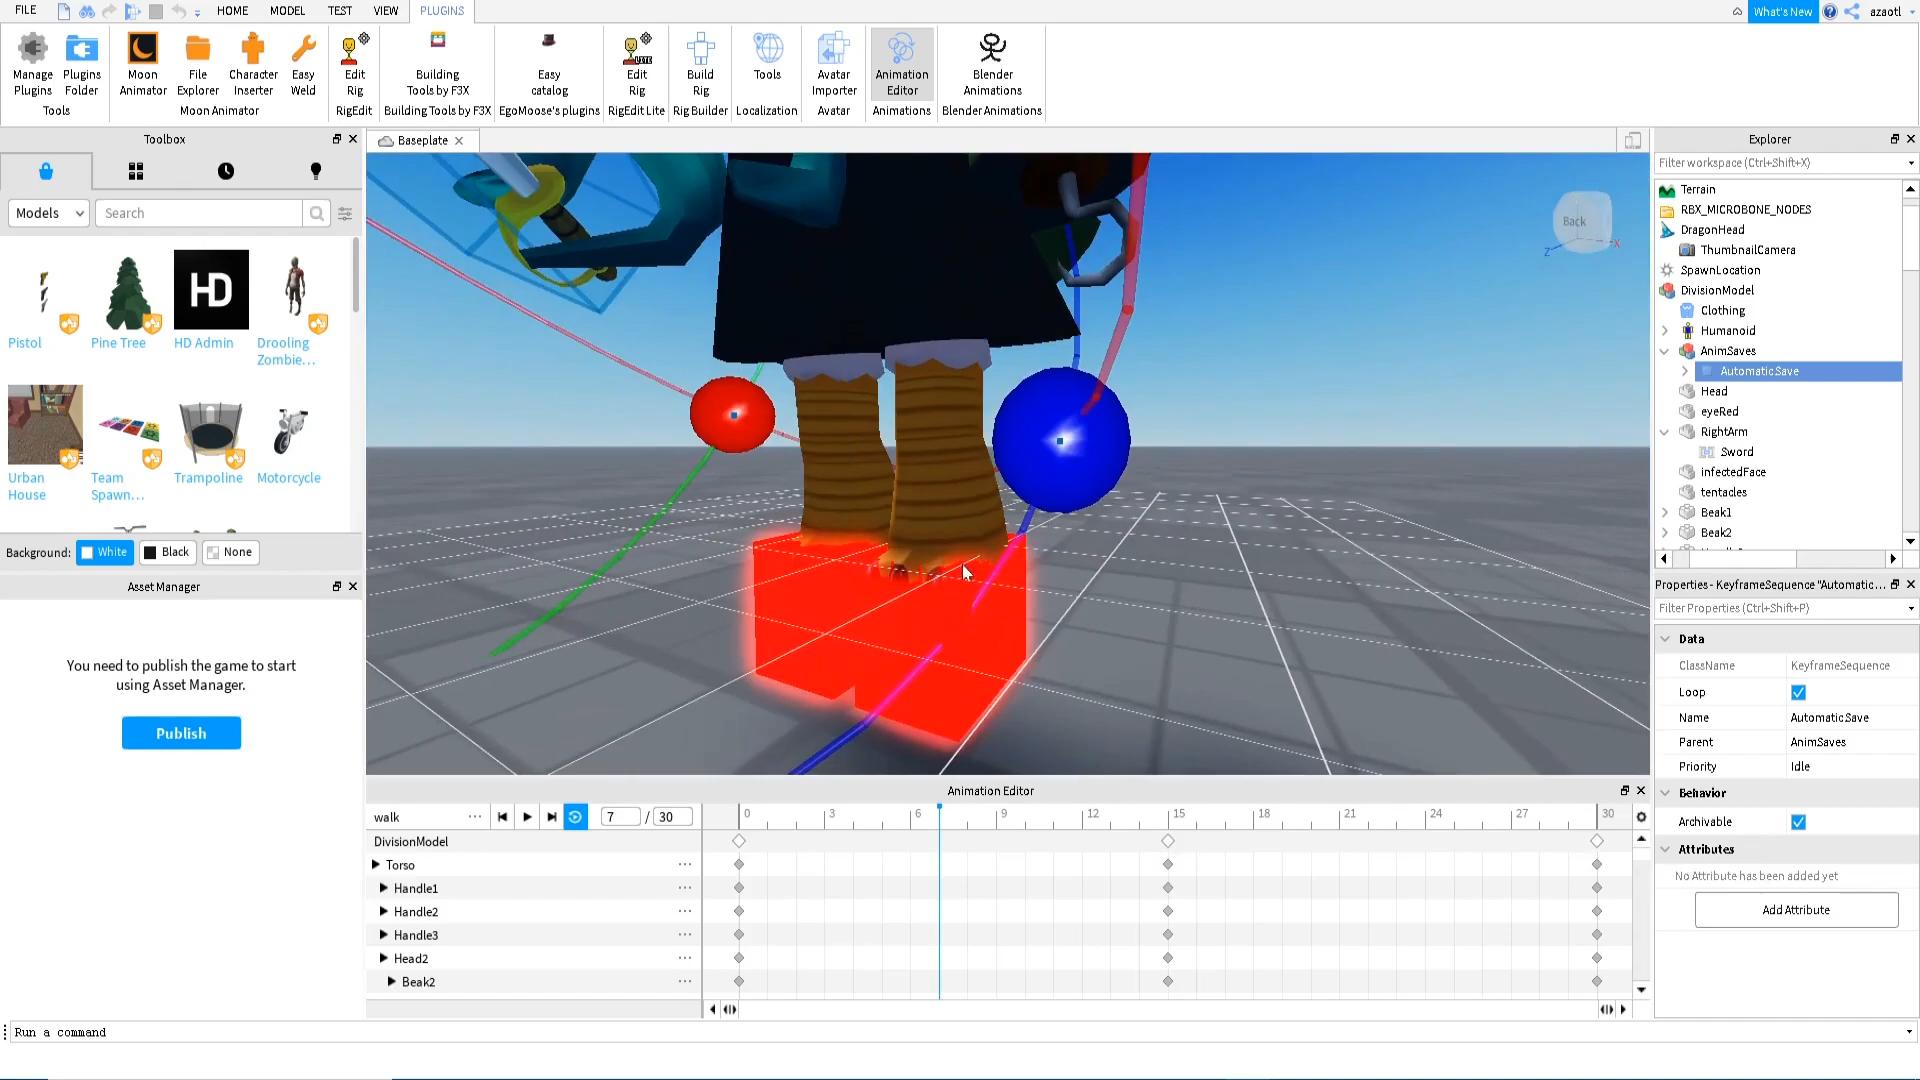 FILE HOME MODEL TEST VIEW PLUGINS What's New azaotl
Manage Plugins
Plugins Folder
Tools
Moon Animator
File Explorer
Character Inserter
Easy Weld
Moon Animator
Edit Rig
RigEdit
Building Tools by F3X
Building Tools by F3X
Easy catalog
EgoMoose's plugins
Edit Rig
LITE
RigEdit Lite
Build Rig
Rig Builder
Tools
Localization
Avatar Importer
Avatar
Animation Editor
Animations
Blender Animations
Blender Animations
Toolbox
Models Search
HD
Pistol Pine Tree HD Admin Drooling Zombie...
Urban House Team Spawn... Trampoline Motorcycle
Background: White Black None
Asset Manager
You need to publish the game to start
using Asset Manager.
Publish
Baseplate
Back
Z X
Animation Editor
walk ... 7 / 30 0 3 6 9 12 15 18 21 24 27 30
DivisionModel
Torso ...
Handle1 ...
Handle2 ...
Handle3 ...
Head2 ...
Beak2 ...
Explorer
Filter workspace (Ctrl+Shift+X)
Terrain
RBX_MICROBONE_NODES
DragonHead
ThumbnailCamera
SpawnLocation
DivisionModel
Clothing
Humanoid
AnimSaves
AutomaticSave
Head
eyeRed
RightArm
Sword
infectedFace
tentacles
Beak1
Beak2
Properties - KeyframeSequence "Automatic...
Filter Properties (Ctrl+Shift+P)
Data
ClassName KeyframeSequence
Loop
Name AutomaticSave
Parent AnimSaves
Priority Idle
Behavior
Archivable
Attributes
No Attribute has been added yet
Add Attribute
Run a command